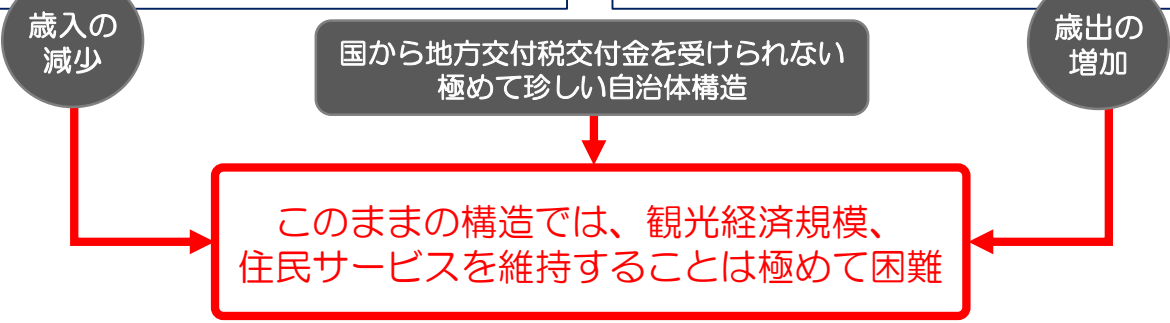 歳入の
減少
国から地方交付税交付金を受けられない
極めて珍しい自治体構造
歳出の
増加
このままの構造では、観光経済規模、
住民サービスを維持することは極めて困難